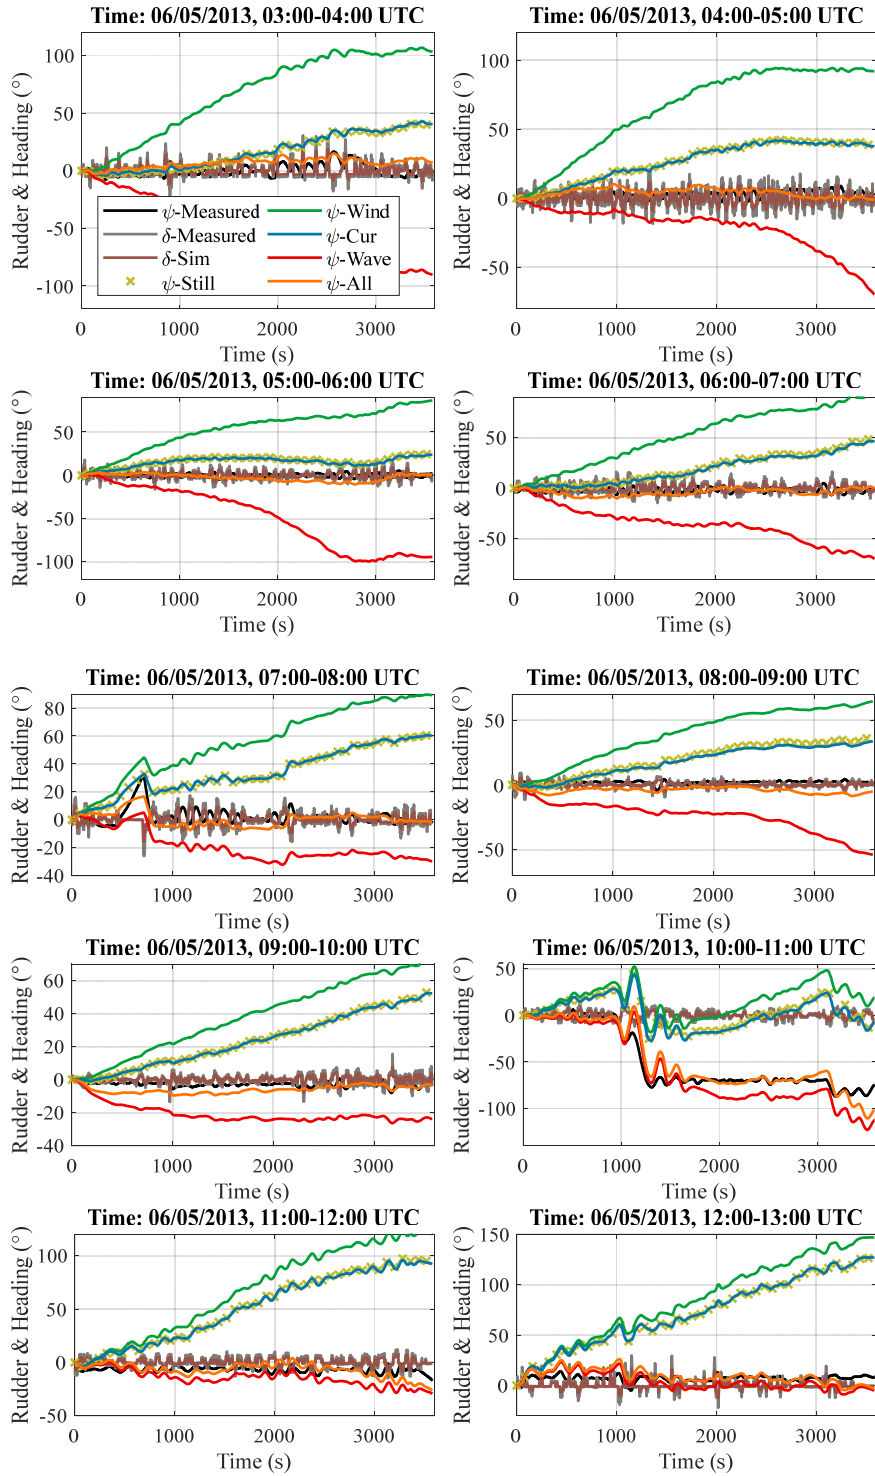 Time: 06/05/2013, 03:00-04:00 UTC
Rudder & Heading (°)
100
50
0
-50
-100
0 1000 2000 3000
Time (s)
ψ-Measured
δ-Measured
δ-Sim
ψ-Still
ψ-Wind
ψ-Cur
ψ-Wave
ψ-All
Time: 06/05/2013, 04:00-05:00 UTC
Rudder & Heading (°)
100
50
0
-50
0 1000 2000 3000
Time (s)
Time: 06/05/2013, 05:00-06:00 UTC
Rudder & Heading (°)
50
0
-50
-100
0 1000 2000 3000
Time (s)
Time: 06/05/2013, 06:00-07:00 UTC
Rudder & Heading (°)
50
0
-50
0 1000 2000 3000
Time (s)
Time: 06/05/2013, 07:00-08:00 UTC
Rudder & Heading (°)
80
60
40
20
0
-20
-40
0 1000 2000 3000
Time (s)
Time: 06/05/2013, 08:00-09:00 UTC
Rudder & Heading (°)
50
0
-50
0 1000 2000 3000
Time (s)
Time: 06/05/2013, 09:00-10:00 UTC
Rudder & Heading (°)
60
40
20
0
-20
-40
0 1000 2000 3000
Time (s)
Time: 06/05/2013, 10:00-11:00 UTC
Rudder & Heading (°)
50
0
-50
-100
0 1000 2000 3000
Time (s)
Time: 06/05/2013, 11:00-12:00 UTC
Rudder & Heading (°)
100
50
0
-50
0 1000 2000 3000
Time (s)
Time: 06/05/2013, 12:00-13:00 UTC
Rudder & Heading (°)
150
100
50
0
0 1000 2000 3000
Time (s)